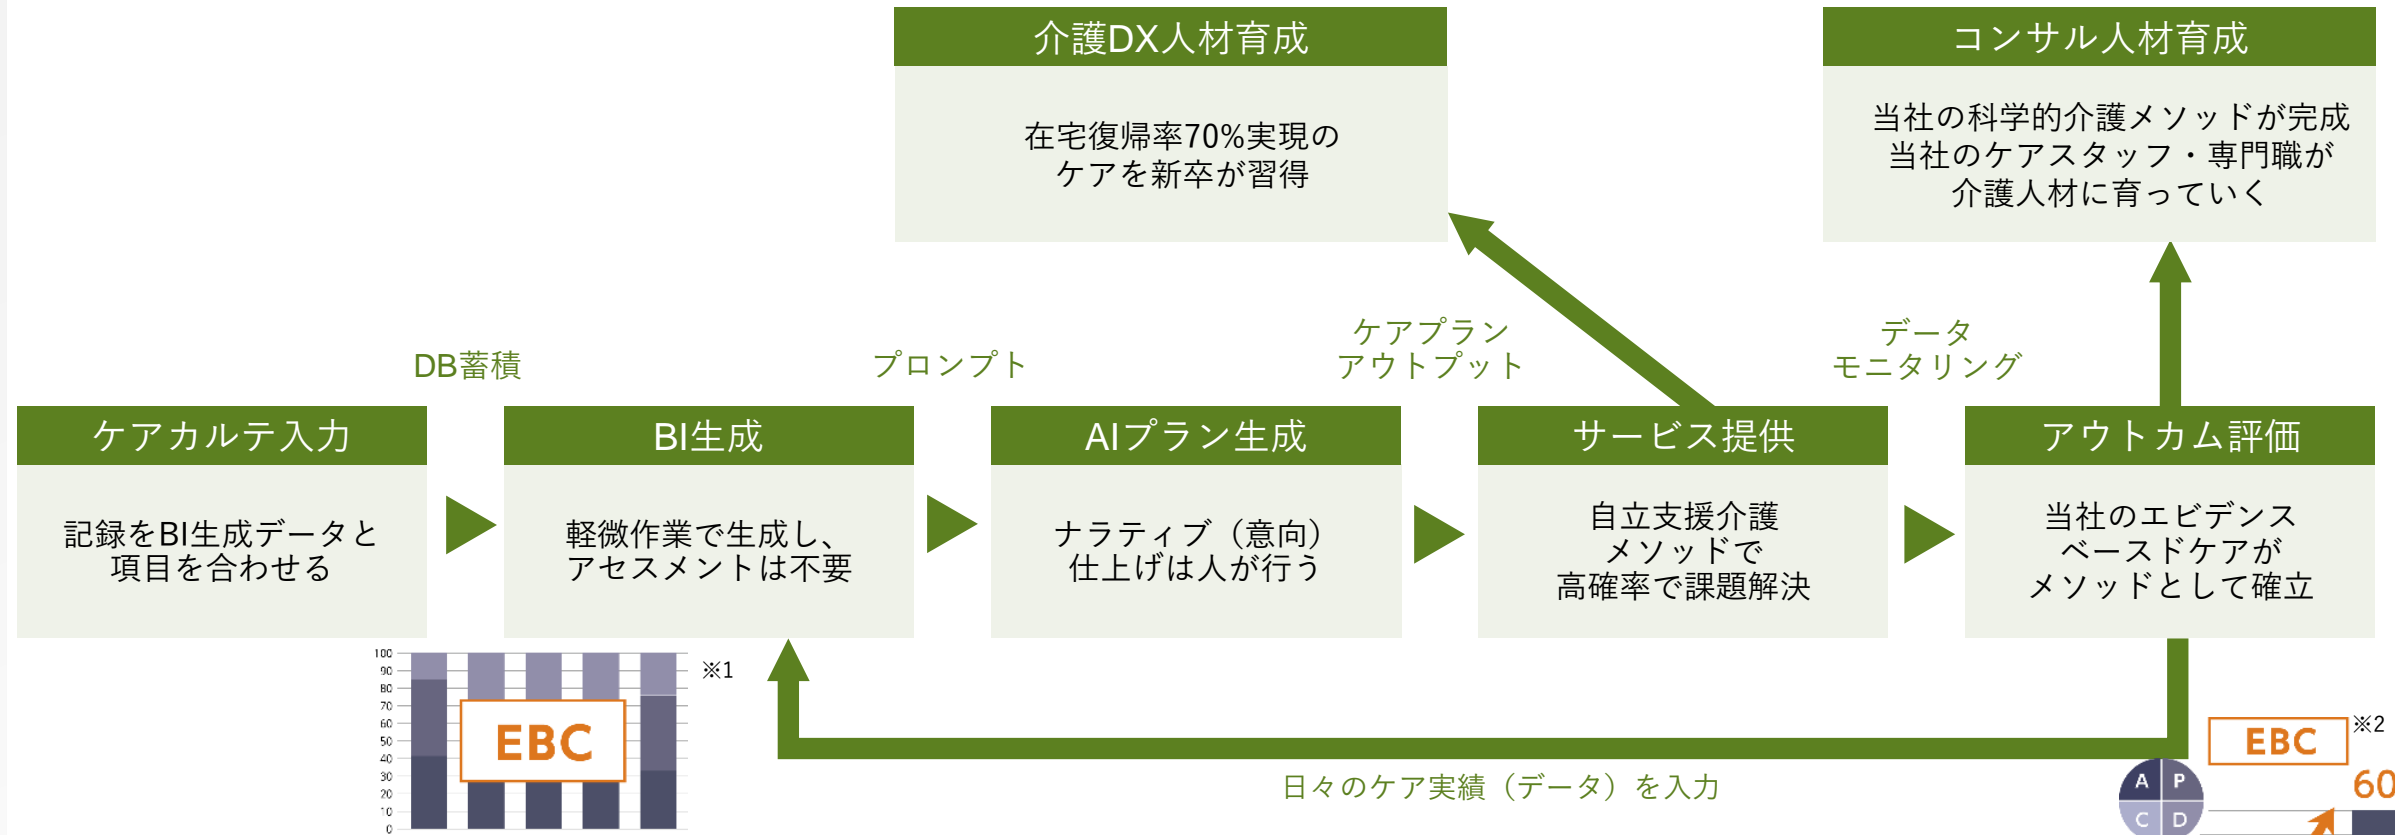 介護DX人材育成
在宅復帰率70%実現の
ケアを新卒が習得
コンサル人材育成
当社の科学的介護メソッドが完成
当社のケアスタッフ・専門職が
介護人材に育っていく
DB蓄積
プロンプト
ケアプラン
アウトプット
データ
モニタリング
ケアカルテ入力
記録をBI生成データと
項目を合わせる
BI生成
軽微作業で生成し、
アセスメントは不要
AIプラン生成
ナラティブ（意向）
仕上げは人が行う
サービス提供
自立支援介護
メソッドで
高確率で課題解決
アウトカム評価
当社のエビデンス
ベースドケアが
メソッドとして確立
100
90
80
70
60
50
40
30
20
10
0
EBC
※1
日々のケア実績（データ）を入力
EBC
※2
A P
C D
60